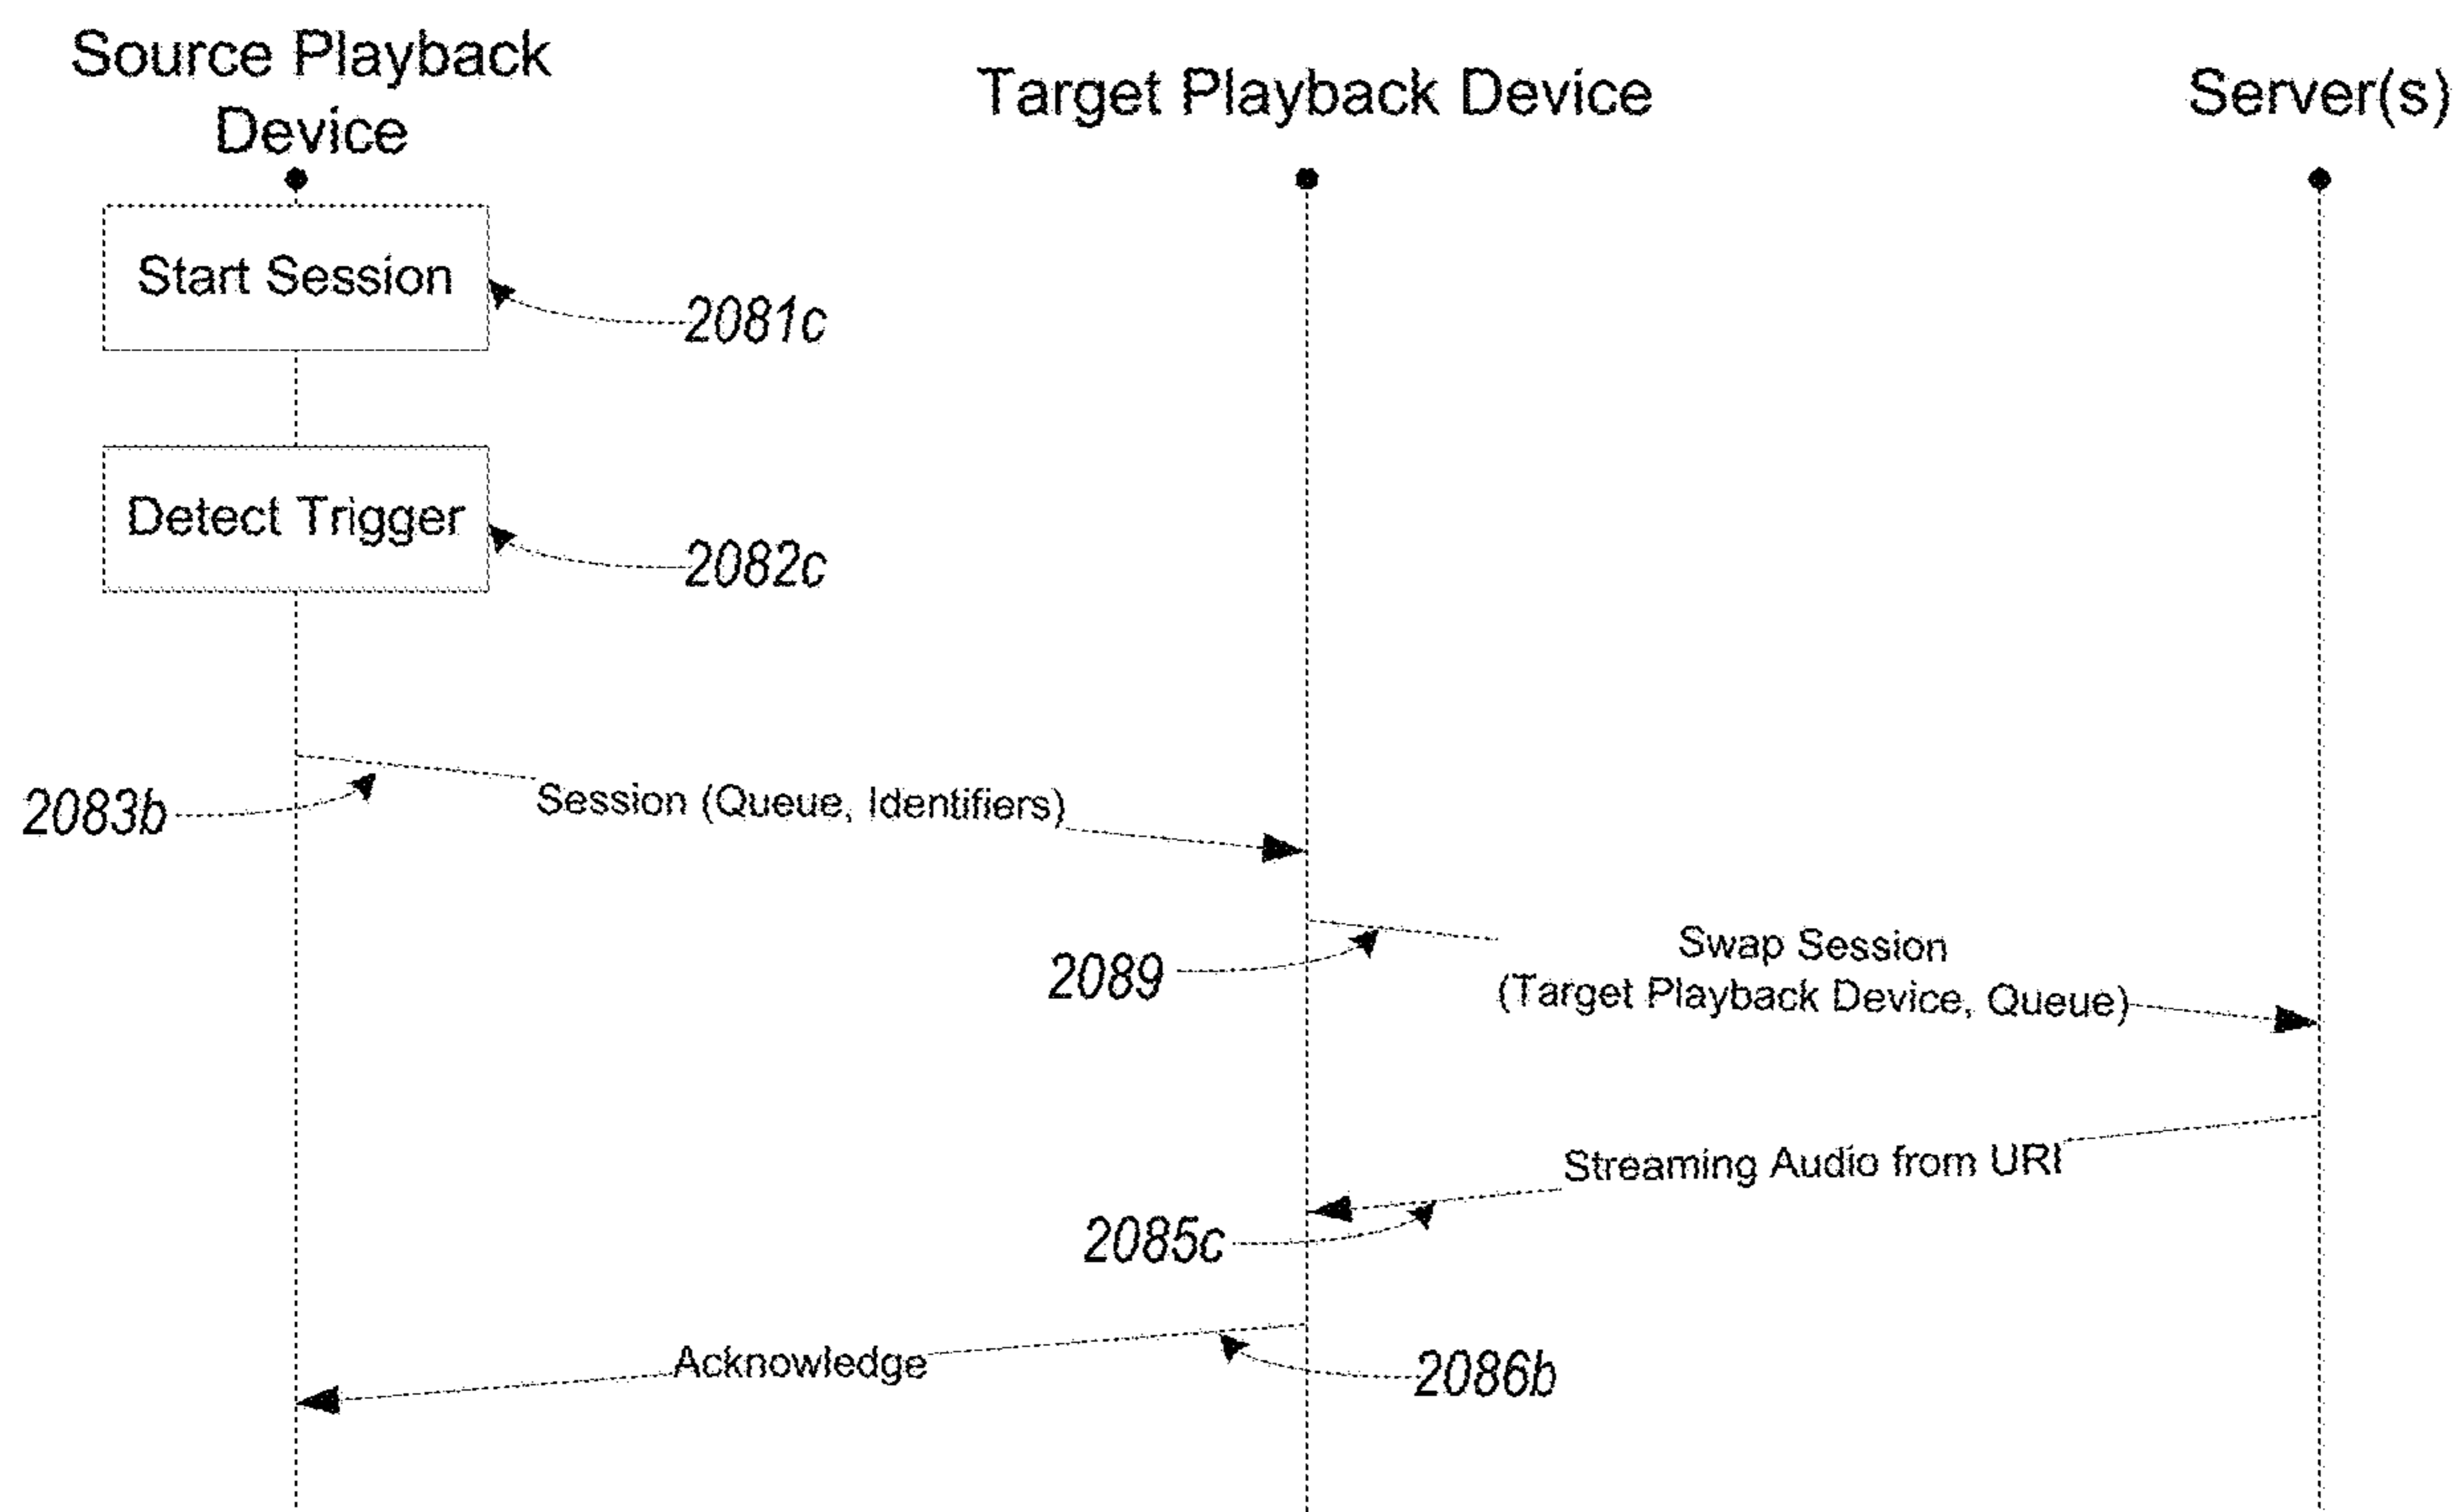 Source Playback
Device
Target Playback Device
Server(s)
Start Session
2081c
Detect Trigger
2082c
2083b
Session (Queue, Identifiers)
2089
Swap Session
(Target Playback Device, Queue)
Streaming Audio from URI
2085c
Acknowledge
2086b